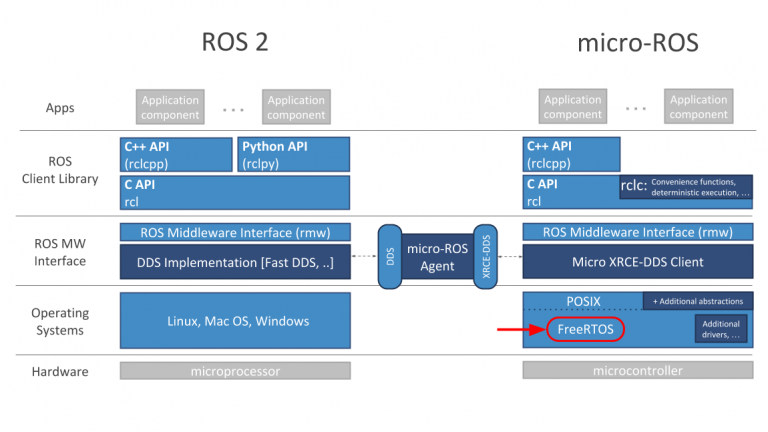 ROS 2
micro-ROS
Apps
Application
component
...
Application
component
Application
component
...
Application
component
ROS
Client Library
C++ API
(rclcpp)
Python API
(rclpy)
C API
rcl
C++ API
(rclcpp)
C API
rcl
rclc: Convenience functions,
deterministic execution, ...
ROS MW
Interface
ROS Middleware Interface (rmw)
DDS Implementation [Fast DDS, ..]
DDS
micro-ROS
Agent
XRCE-DDS
ROS Middleware Interface (rmw)
Micro XRCE-DDS Client
Operating
Systems
Linux, Mac OS, Windows
POSIX
+ Additional abstractions
FreeRTOS
Additional
drivers, ...
Hardware
microprocessor
microcontroller